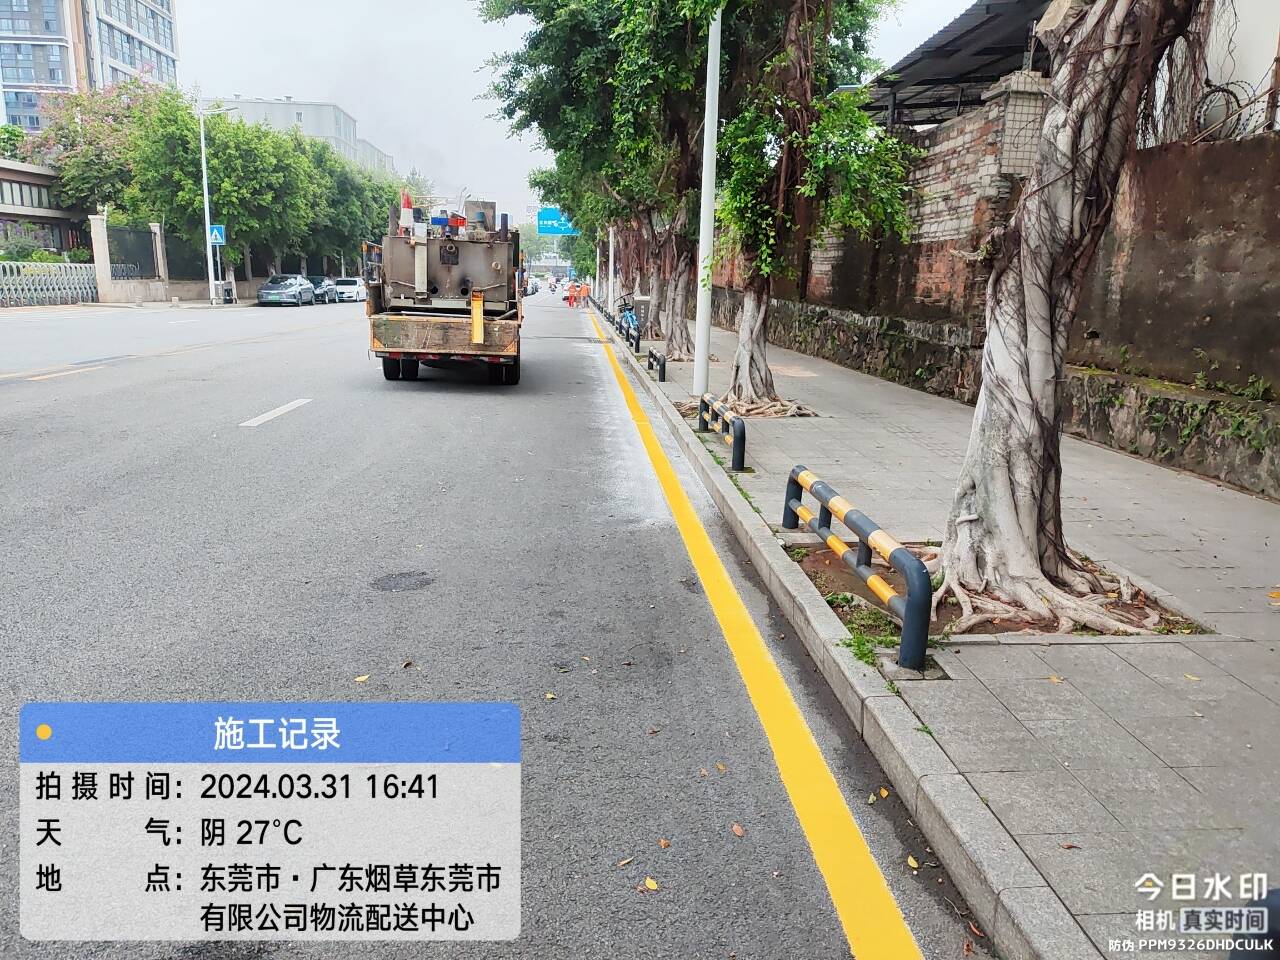 施工记录
拍摄时间：2024.03.31 16:41
天气：阴 27°C
地点：东莞市·广东烟草东莞市
有限公司物流配送中心
今日水印
相机 真实时间
防伪 PPM9326DHDCULK